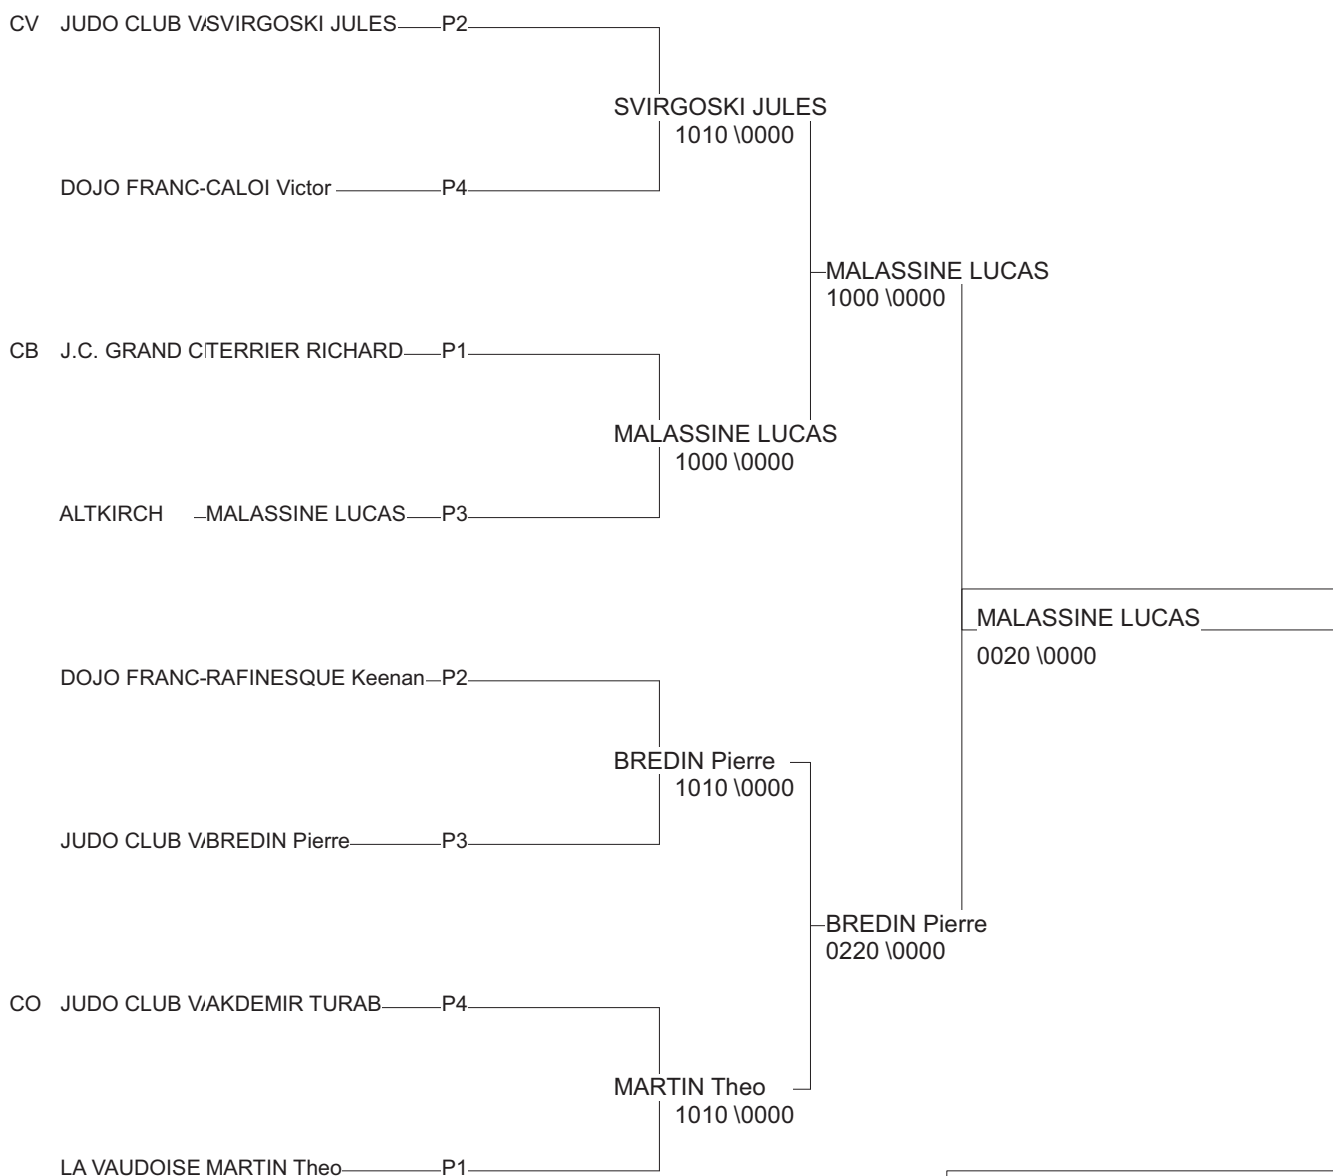 CV JUDO CLUB VA SVIRGOSKI JULES P2
SVIRGOSKI JULES
1010 \0000
DOJO FRANC-CALOI Victor P4
MALASSINE LUCAS
1000 \0000
CB J.C. GRAND C TERRIER RICHARD P1
MALASSINE LUCAS
1000 \0000
ALTKIRCH MALASSINE LUCAS P3
MALASSINE LUCAS
0020 \0000
DOJO FRANC-RAFINESQUE Keenan P2
BREDIN Pierre
1010 \0000
JUDO CLUB VA BREDIN Pierre P3
BREDIN Pierre
0220 \0000
CO JUDO CLUB VA AKDEMIR TURAB P4
MARTIN Theo
1010 \0000
LA VAUDOISE MARTIN Theo P1